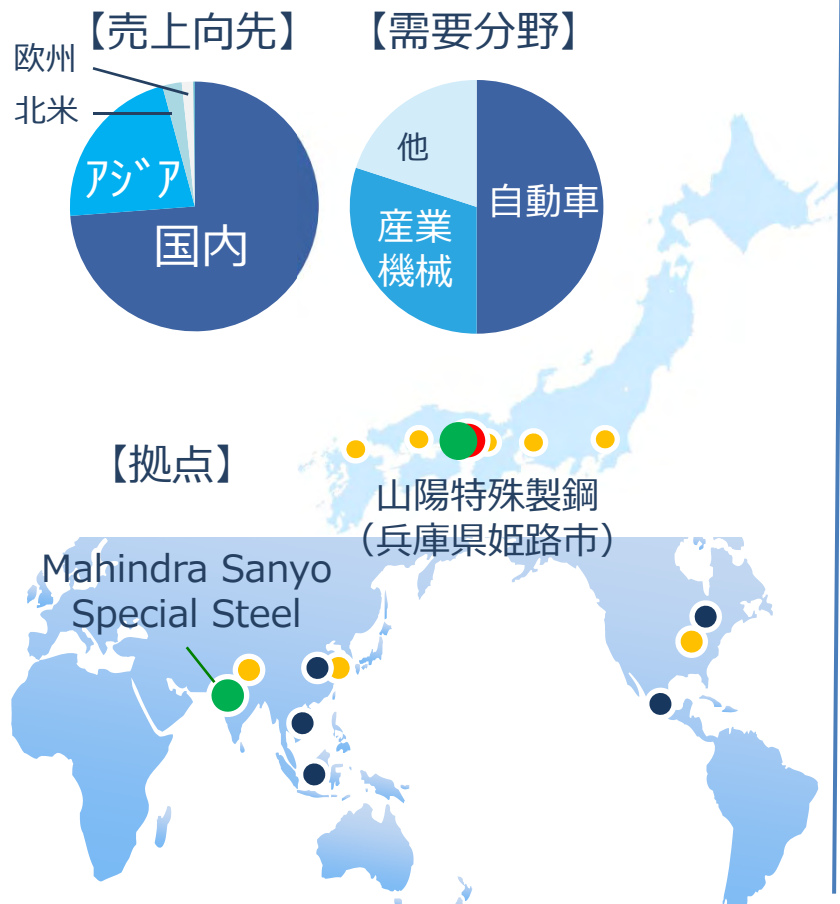 【売上向先】
欧州
北米
ｱｼﾞｱ
国内
【需要分野】
他
自動車
産業
機械
【拠点】
山陽特殊製鋼
（兵庫県姫路市）
Mahindra Sanyo
Special Steel